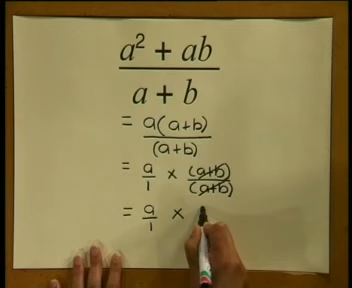 a² + ab
a + b
= a(a+b)
(a+b)
= a/1 × (a+b)/(a+b)
= a/1 ×